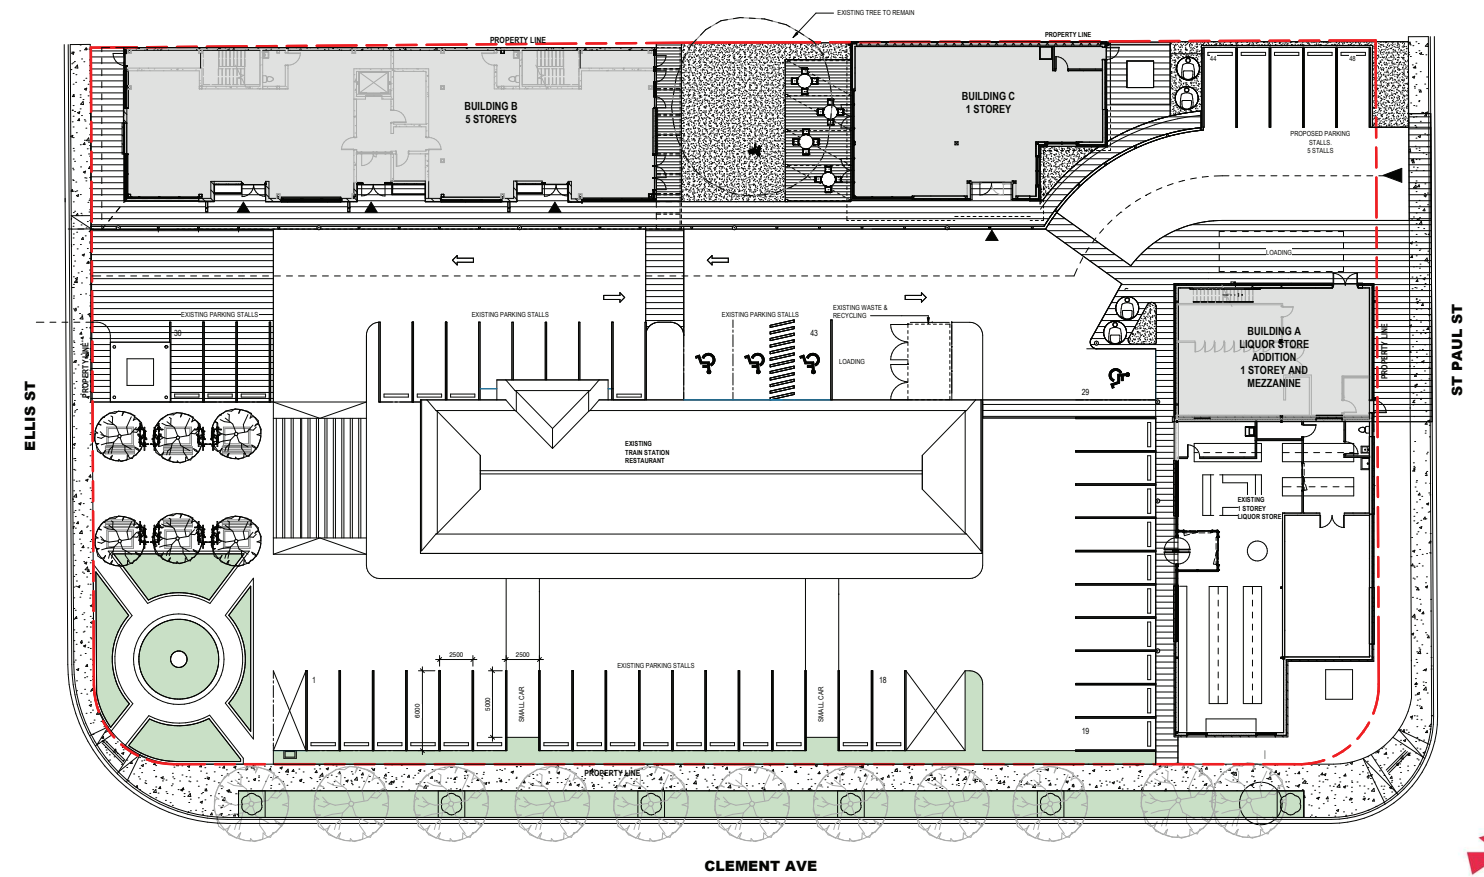 EXISTING TREE TO REMAIN
PROPERTY LINE
PROPERTY LINE
44
48
BUILDING B
5 STOREYS
BUILDING C
1 STOREY
PROPOSED PARKING
STALLS.
5 STALLS
LOADING
EXISTING PARKING STALLS
EXISTING PARKING STALLS
EXISTING PARKING STALLS
EXISTING WASTE &
RECYCLING
30
43
LOADING
PROPERTY LINE
BUILDING A
LIQUOR STORE
ADDITION
1 STOREY AND
MEZZANINE
PROPERTY LINE
29
ELLIS ST
ST PAUL ST
EXISTING
TRAIN STATION
RESTAURANT
EXISTING
1 STOREY
LIQUOR STORE
2500
2500
EXISTING PARKING STALLS
1
6000
5000
SMALL CAR
SMALL CAR
18
19
PROPERTY LINE
CLEMENT AVE